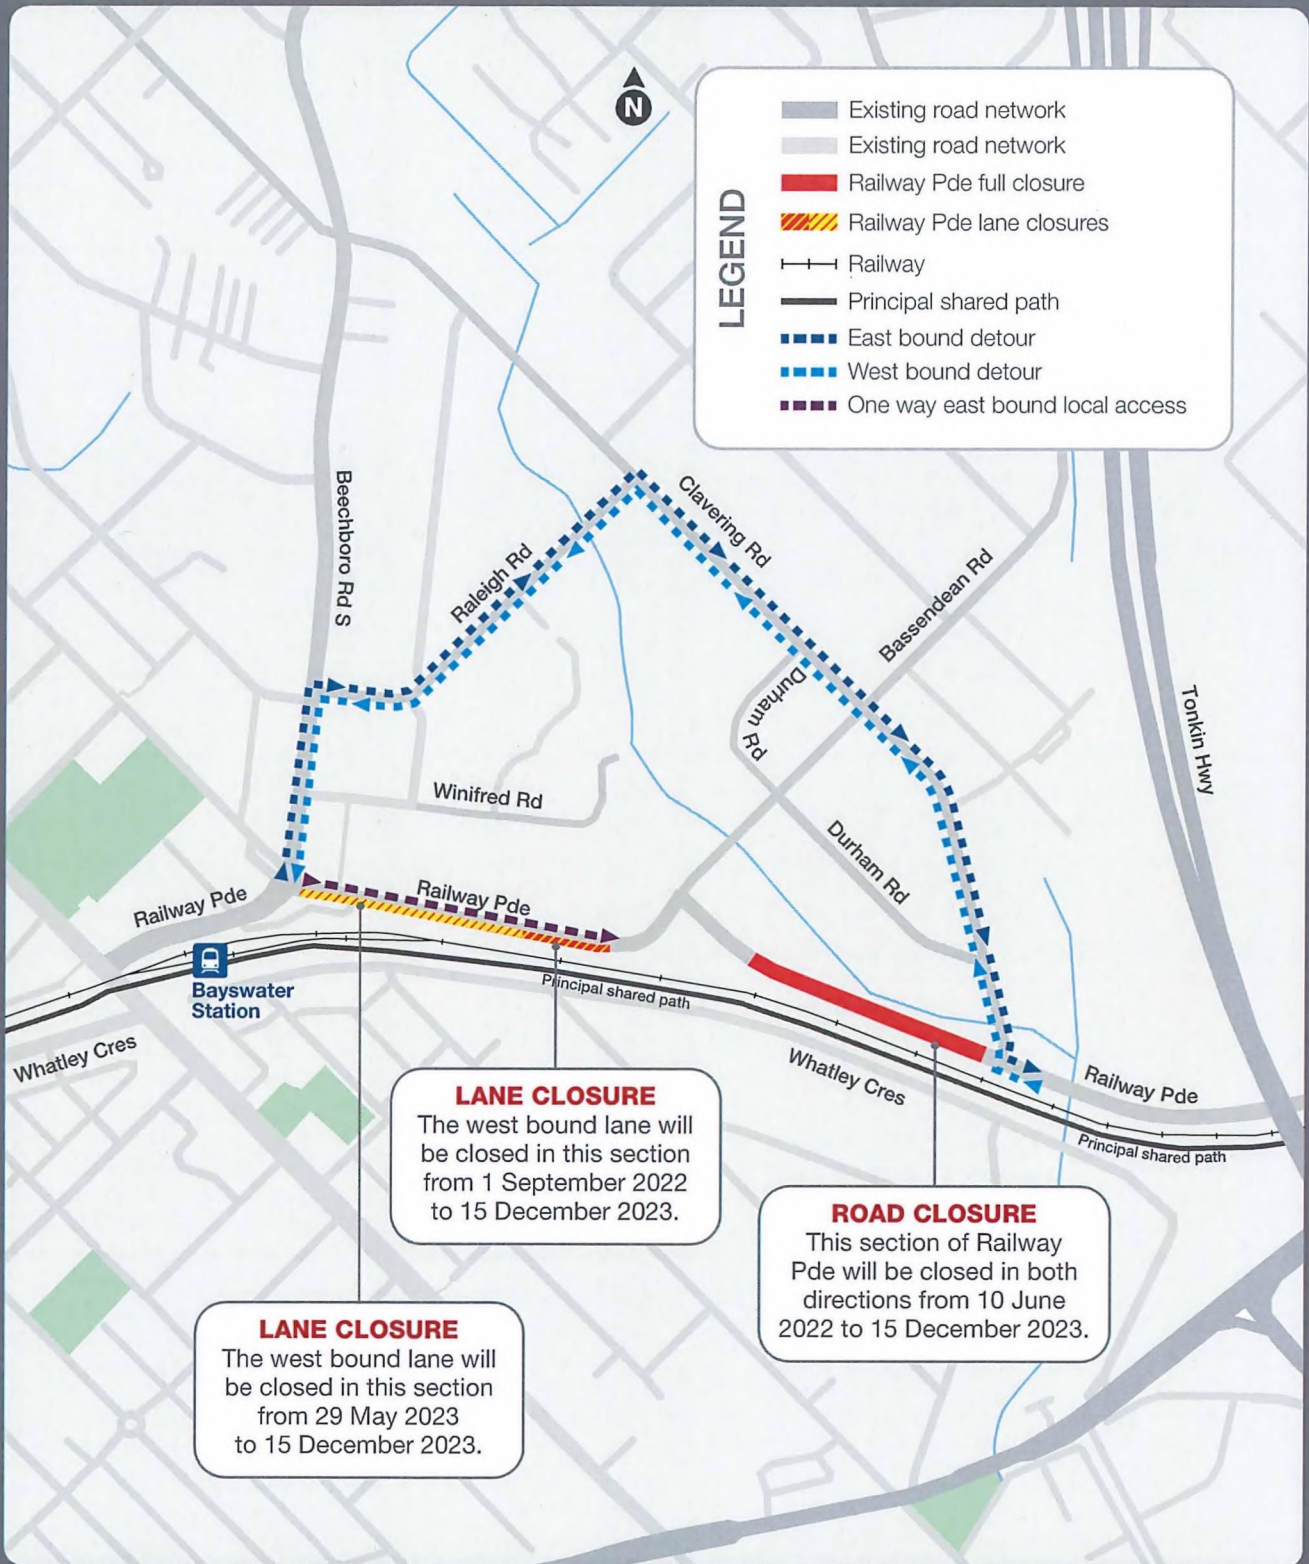 N
LEGEND
Existing road network
Existing road network
Railway Pde full closure
Railway Pde lane closures
Railway
Principal shared path
East bound detour
West bound detour
One way east bound local access
Beechboro Rd S
Raleigh Rd
Clavering Rd
Bassendean Rd
Durham Rd
Tonkin Hwy
Winifred Rd
Durham Rd
Railway Pde
Railway Pde
Bayswater
Station
Principal shared path
Whatley Cres
Whatley Cres
Railway Pde
Principal shared path
LANE CLOSURE
The west bound lane will
be closed in this section
from 1 September 2022
to 15 December 2023.
ROAD CLOSURE
This section of Railway
Pde will be closed in both
directions from 10 June
2022 to 15 December 2023.
LANE CLOSURE
The west bound lane will
be closed in this section
from 29 May 2023
to 15 December 2023.